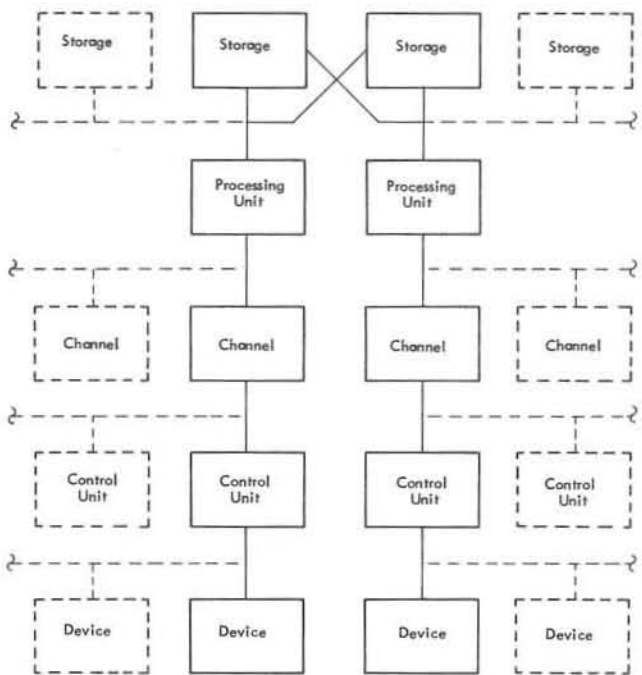 Storage
Storage
Storage
Storage
Processing
Unit
Processing
Unit
Channel
Channel
Channel
Channel
Control
Unit
Control
Unit
Control
Unit
Control
Unit
Device
Device
Device
Device